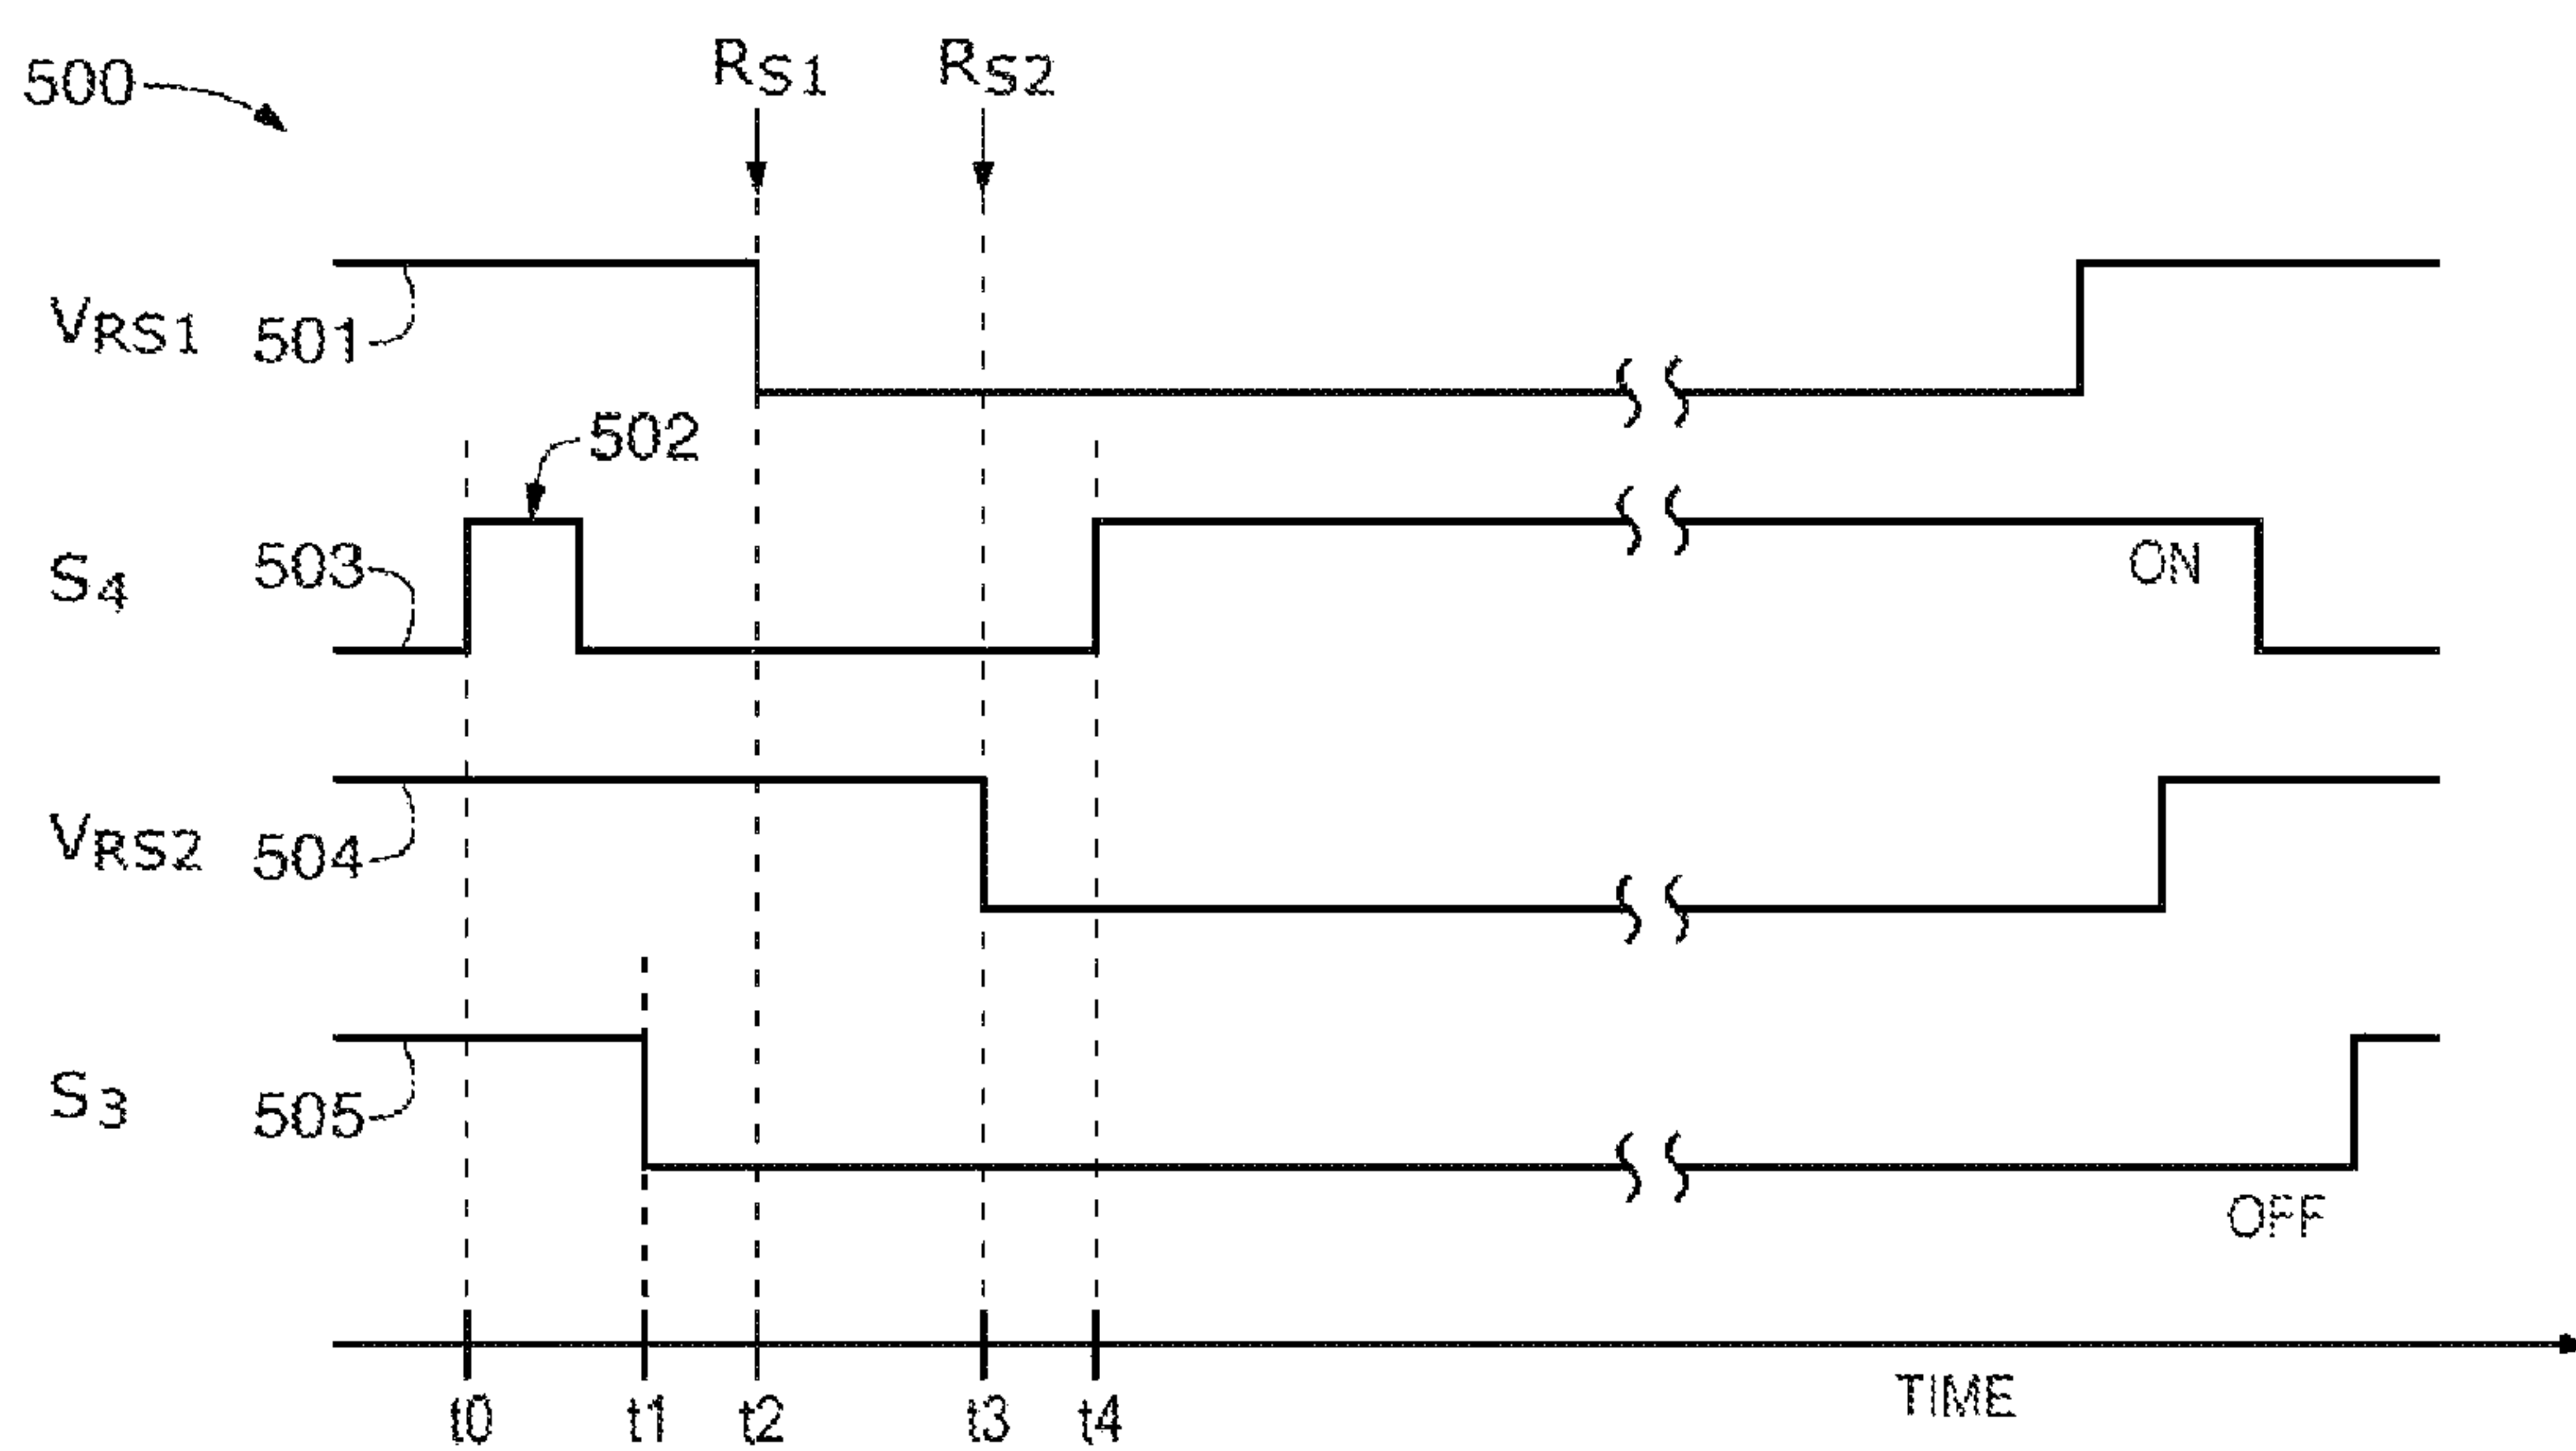 500
RS1 RS2
VRS1 501
502
S4 503
ON
VRS2 504
S3 505
OFF
TIME
t0 t1 t2 t3 t4